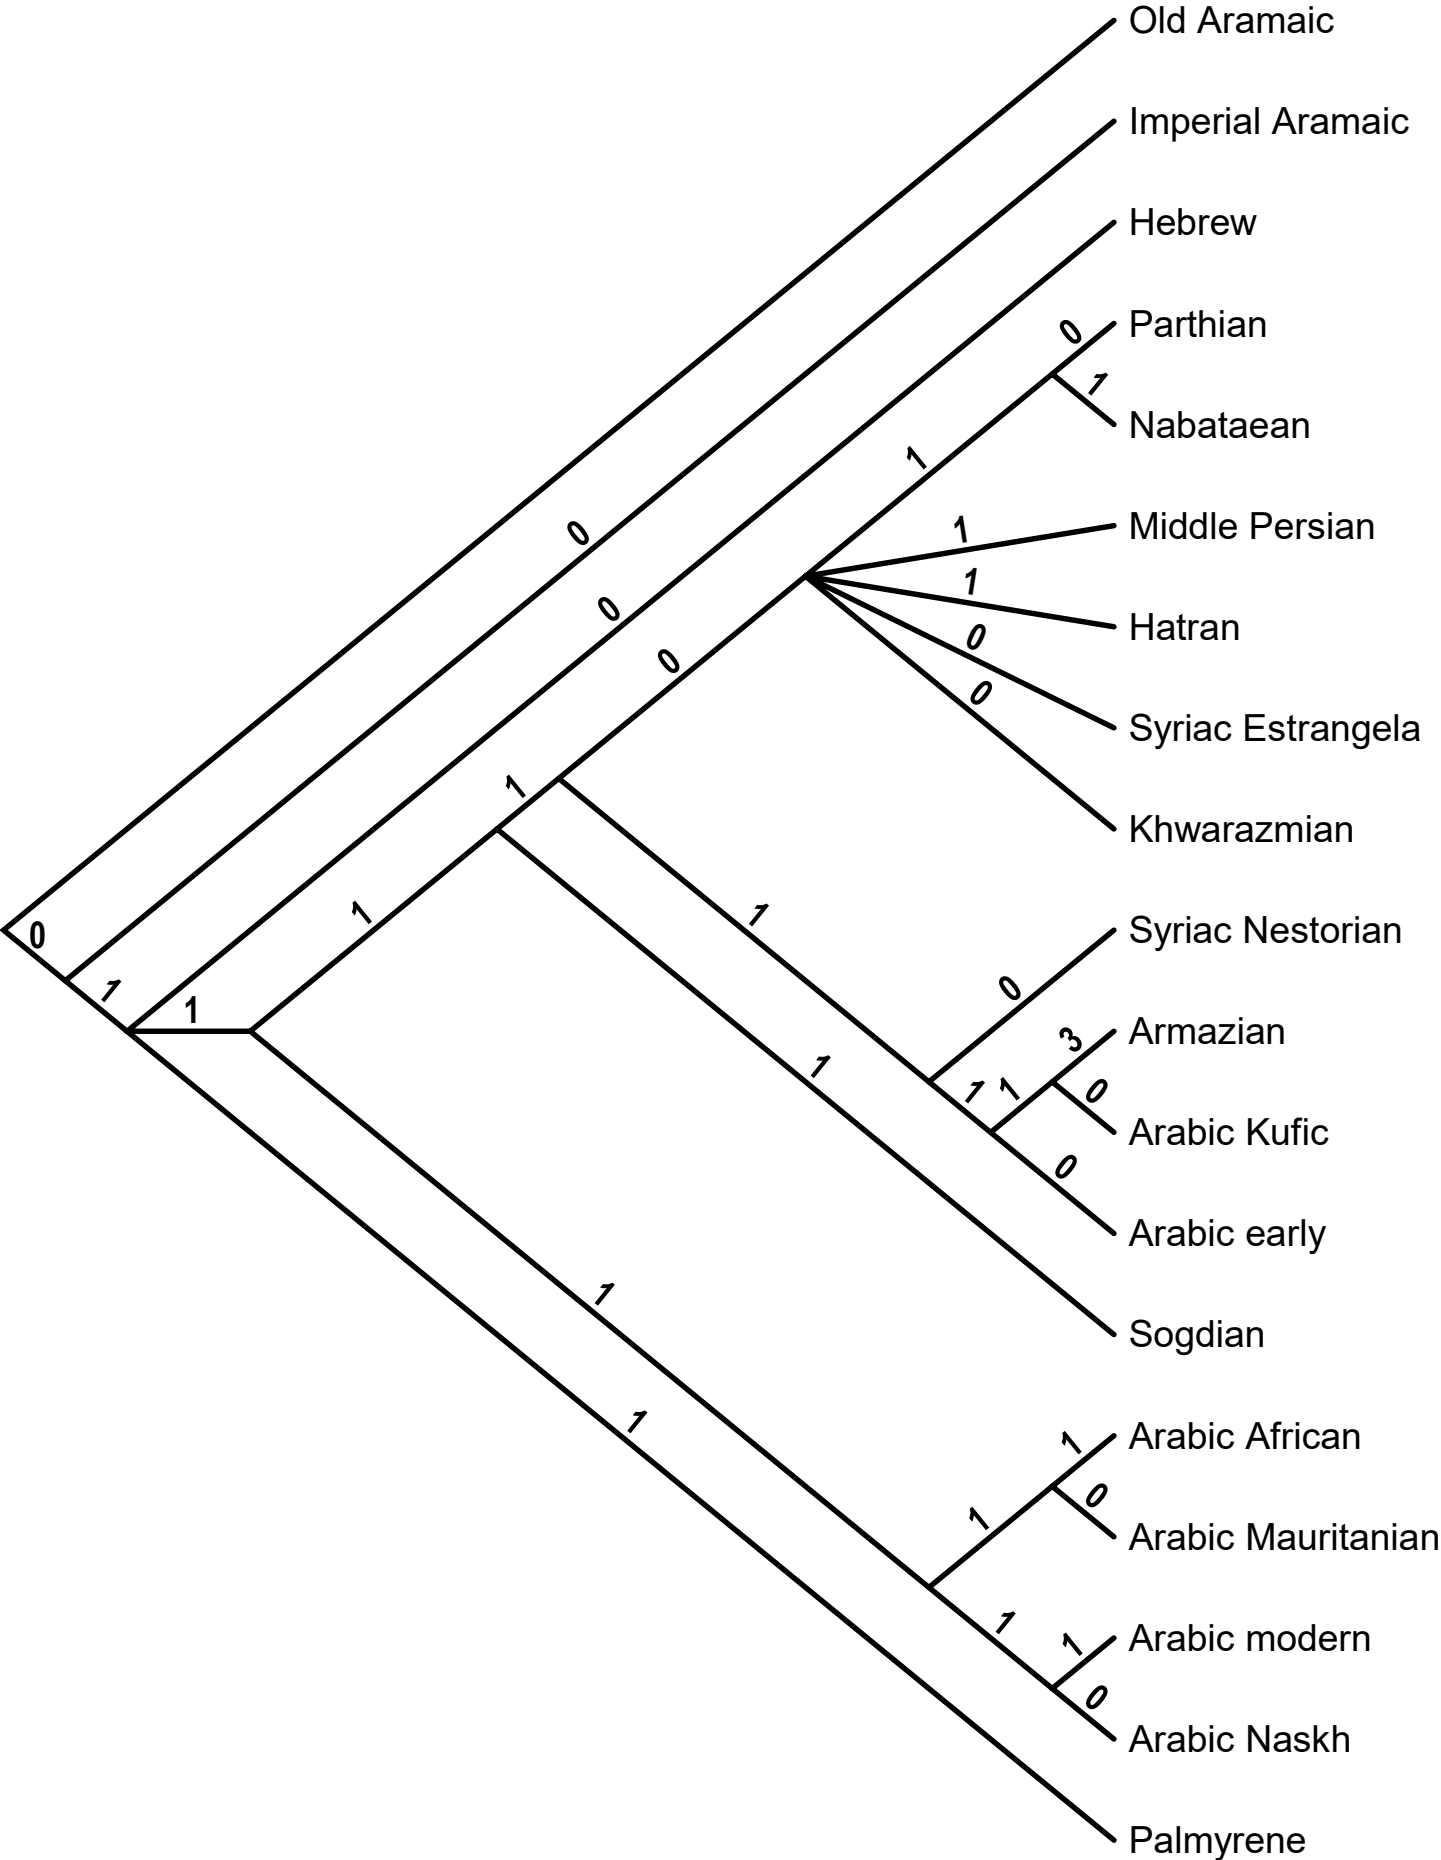 Old Aramaic
Imperial Aramaic
Hebrew
0
Parthian
1
Nabataean
1
1
Middle Persian
0
1
Hatran
0
0
0
Syriac Estrangela
0
1
Khwarazmian
1
1
0
Syriac Nestorian
1
0
1
3
Armazian
1
1
1
0
Arabic Kufic
0
Arabic early
1
Sogdian
1
1
Arabic African
1
0
Arabic Mauritanian
1
1
Arabic modern
0
Arabic Naskh
Palmyrene